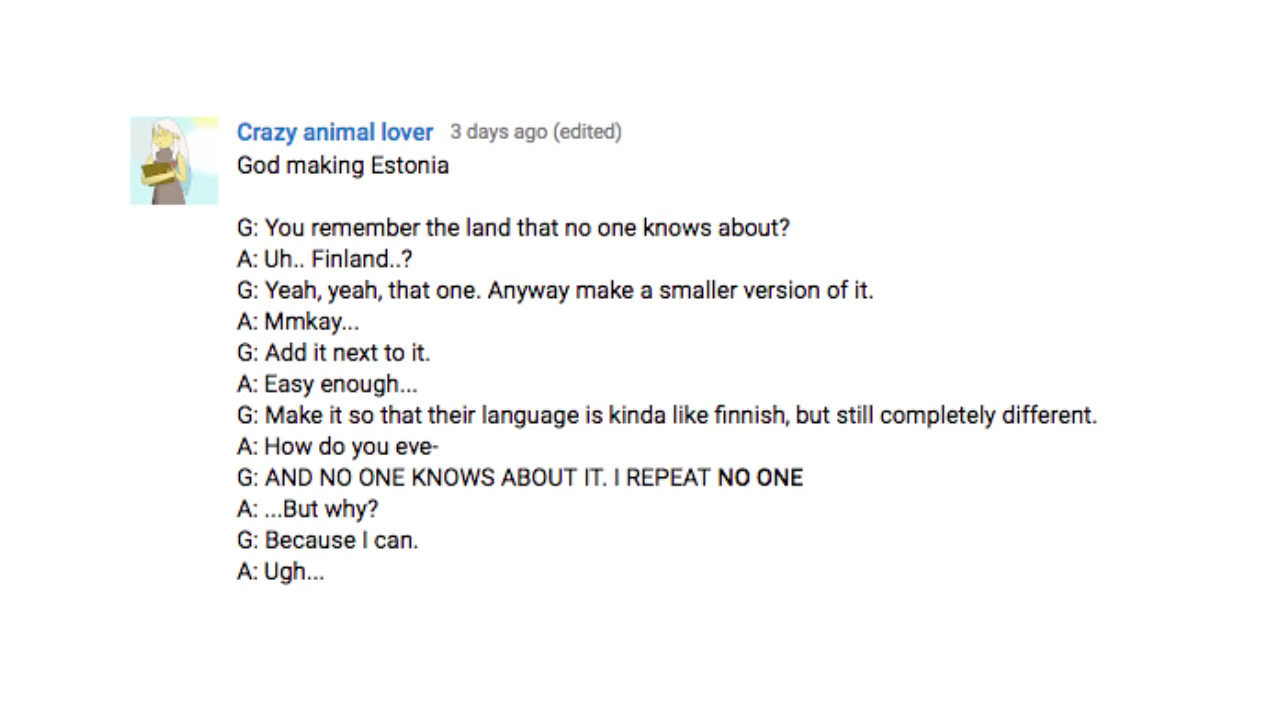 Crazy animal lover 3 days ago (edited)
God making Estonia
G: You remember the land that no one knows about?
A: Uh.. Finland..?
G: Yeah, yeah, that one. Anyway make a smaller version of it.
A: Mmkay...
G: Add it next to it.
A: Easy enough...
G: Make it so that their language is kinda like finnish, but still completely different.
A: How do you eve-
G: AND NO ONE KNOWS ABOUT IT. I REPEAT NO ONE
A: ...But why?
G: Because I can.
A: Ugh...